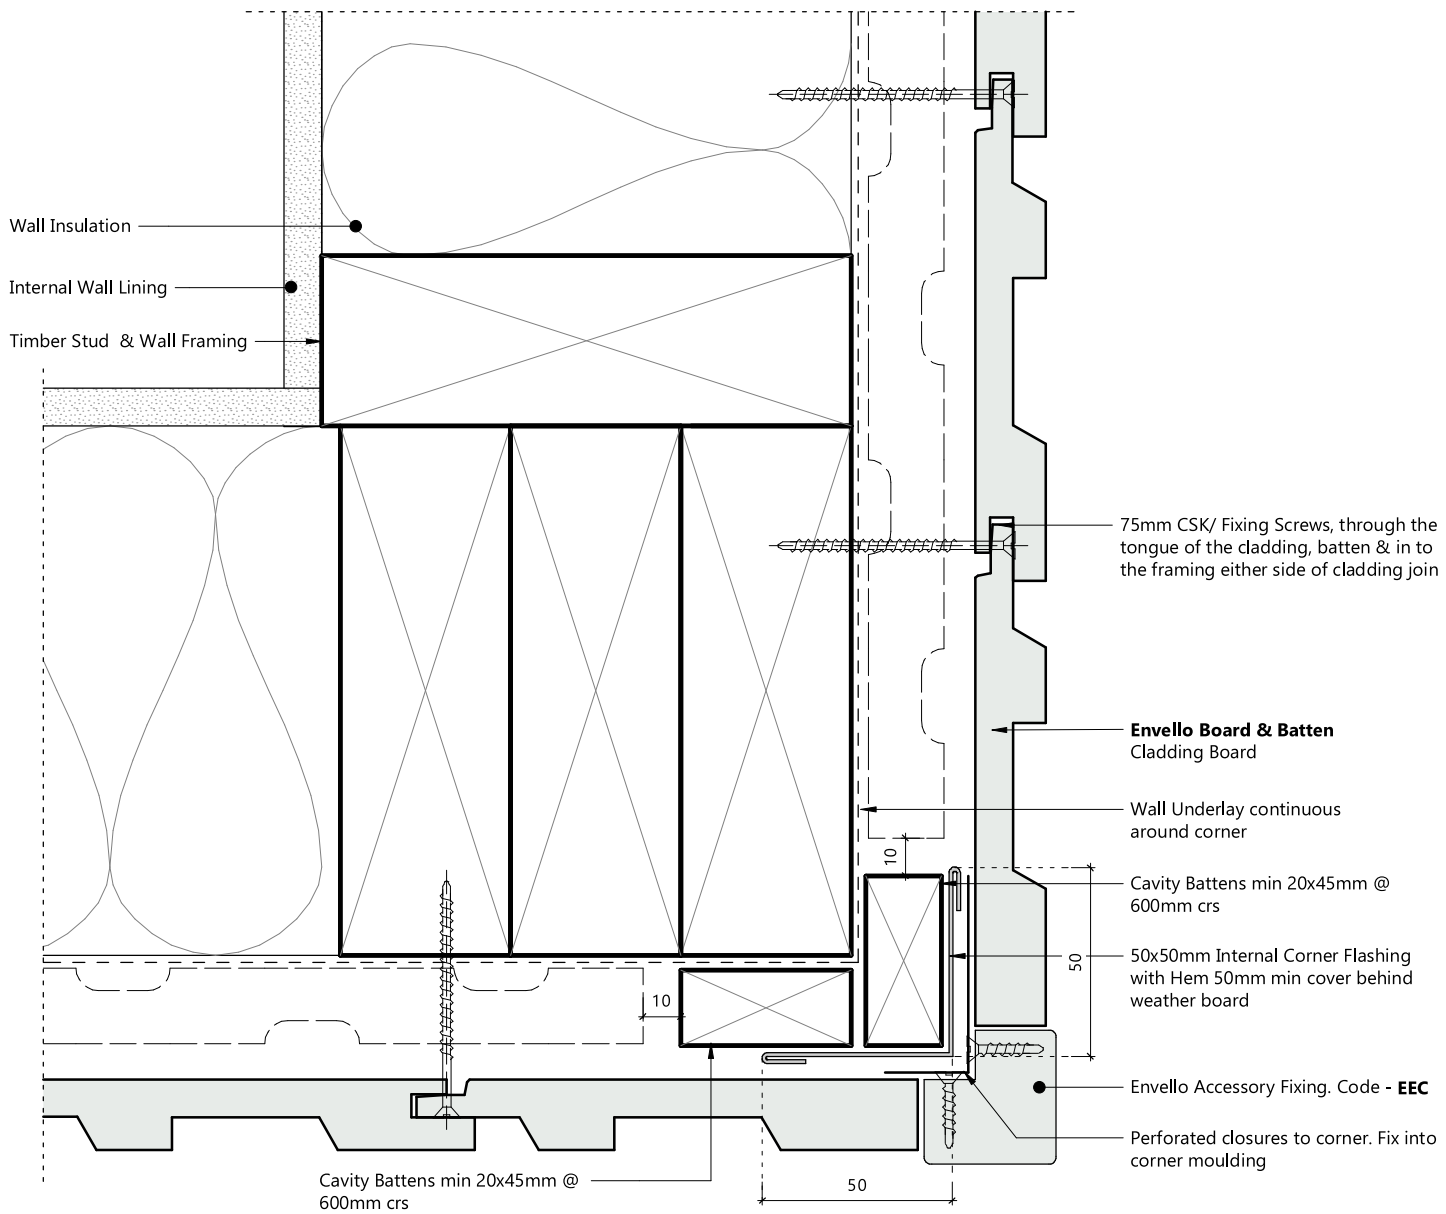 Wall Insulation
Internal Wall Lining
Timber Stud & Wall Framing
75mm CSK/ Fixing Screws, through the
tongue of the cladding, batten & in to
the framing either side of cladding join
Envello Board & Batten
Cladding Board
Wall Underlay continuous
around corner
10
Cavity Battens min 20x45mm @
600mm crs
50x50mm Internal Corner Flashing
with Hem 50mm min cover behind
weather board
50
10
Envello Accessory Fixing. Code - EEC
Perforated closures to corner. Fix into
corner moulding
Cavity Battens min 20x45mm @
600mm crs
50